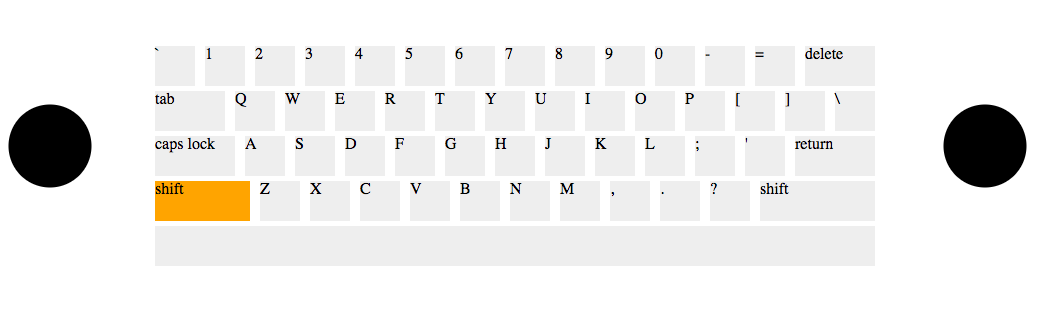 ` 1 2 3 4 5 6 7 8 9 0 - = delete
tab Q W E R T Y U I O P [ ] \
caps lock A S D F G H J K L ; ' return
shift Z X C V B N M , . ? shift